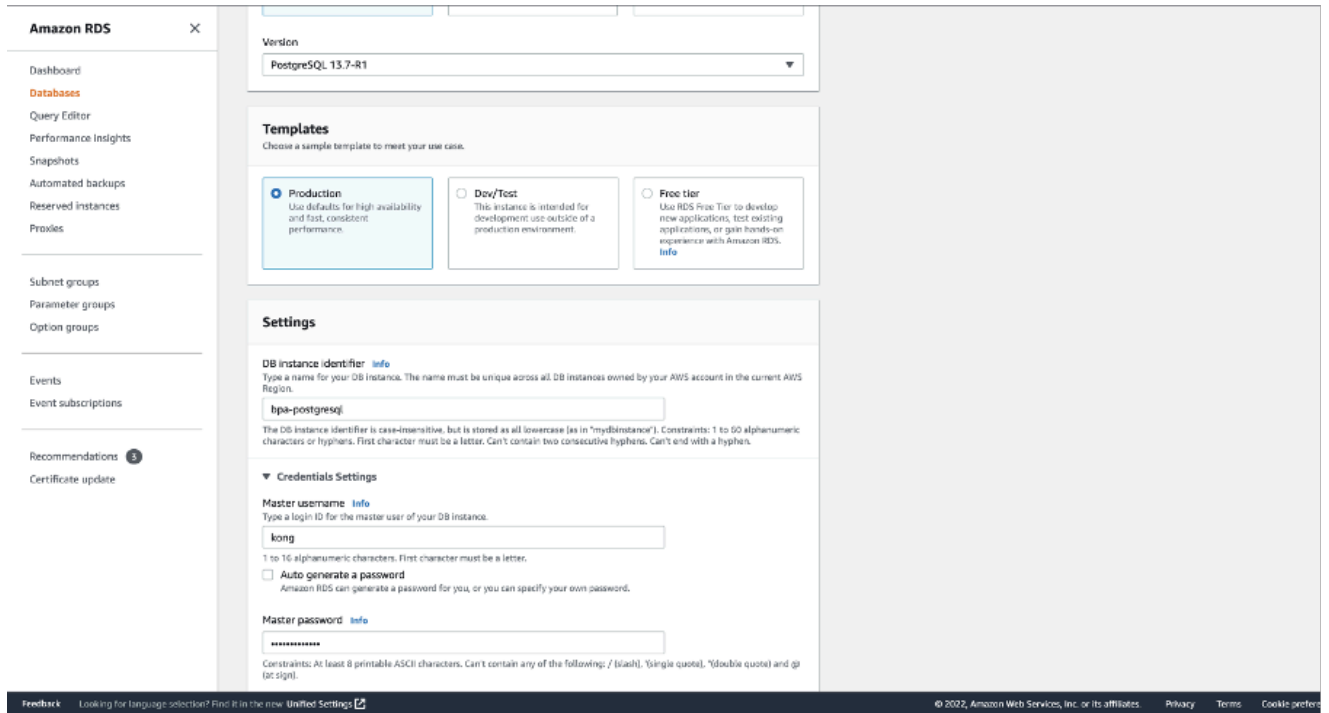 Amazon RDS
Dashboard
Databases
Query Editor
Performance insights
Snapshots
Automated backups
Reserved instances
Proxies
Subnet groups
Parameter groups
Option groups
Events
Event subscriptions
Recommendations 3
Certificate update
Version
PostgreSQL 13.7-R1
Templates
Choose a sample template to meet your use case.
Production
Use defaults for high availability
and fast, consistent
performance.
Dev/Test
This instance is intended for
development use outside of a
production environment.
Free tier
Use RDS Free Tier to develop
new applications, test existing
applications, or gain hands-on
experience with Amazon RDS.
Info
Settings
DB instance identifier Info
Type a name for your DB instance. The name must be unique across all DB instances owned by your AWS account in the current AWS
Region.
bpa-postgresql
The DB instance identifier is case-insensitive, but is stored as all lowercase (as in "mydbinstance"). Constraints: 1 to 60 alphanumeric
characters or hyphens. First character must be a letter. Can't contain two consecutive hyphens. Can't end with a hyphen.
Credentials Settings
Master username Info
Type a login ID for the master user of your DB instance.
kong
1 to 16 alphanumeric characters. First character must be a letter.
Auto generate a password
Amazon RDS can generate a password for you, or you can specify your own password.
Master password Info
•••••••••••••
Constraints: At least 8 printable ASCII characters. Can't contain any of the following: / (slash), '(single quote), "(double quote) and @
(at sign).
Feedback Looking for language selection? Find it in the new Unified Settings
© 2022, Amazon Web Services, Inc. or its affiliates. Privacy Terms Cookie prefere